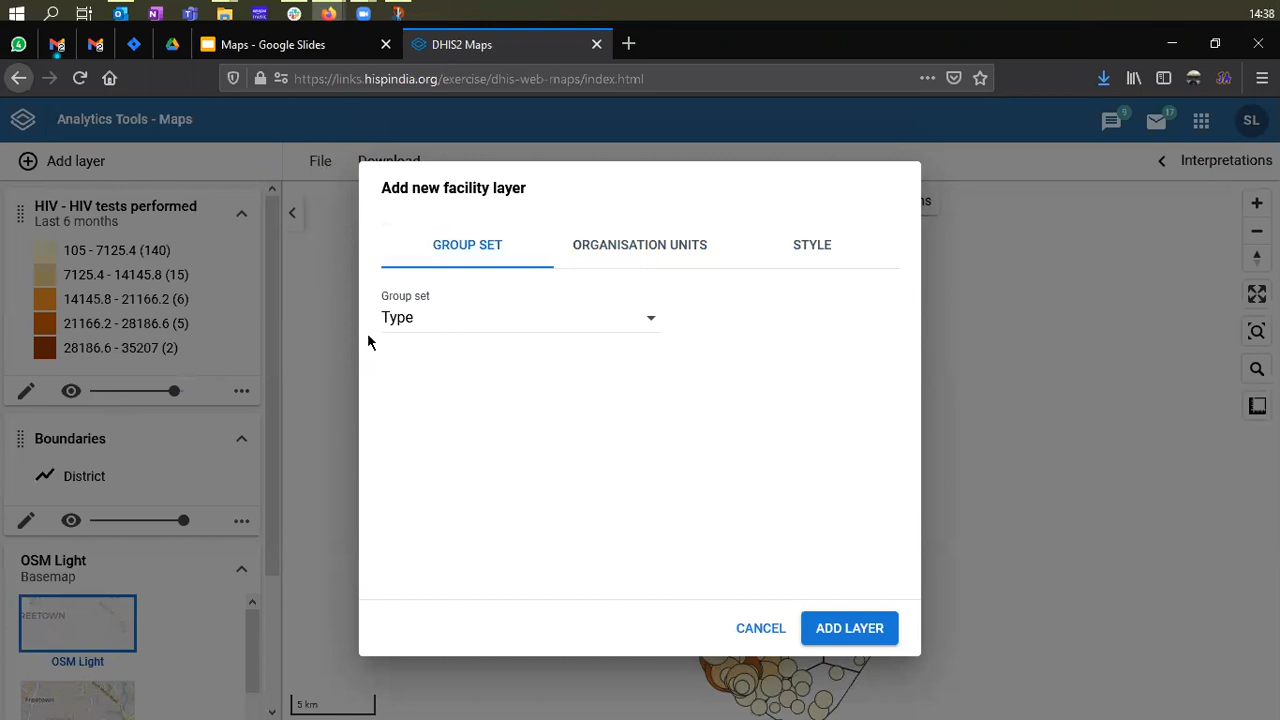 14:38
Maps - Google Slides
DHIS2 Maps
https://links.hispindia.org/exercise/dhis-web-maps/index.html
Analytics Tools - Maps
9
17
SL
Add layer
File
Download
Interpretations
HIV - HIV tests performed
Last 6 months
105 - 7125.4 (140)
7125.4 - 14145.8 (15)
14145.8 - 21166.2 (6)
21166.2 - 28186.6 (5)
28186.6 - 35207 (2)
Boundaries
District
OSM Light
Basemap
OSM Light
Freetown
Add new facility layer
GROUP SET
ORGANISATION UNITS
STYLE
Group set
Type
CANCEL
ADD LAYER
5 km